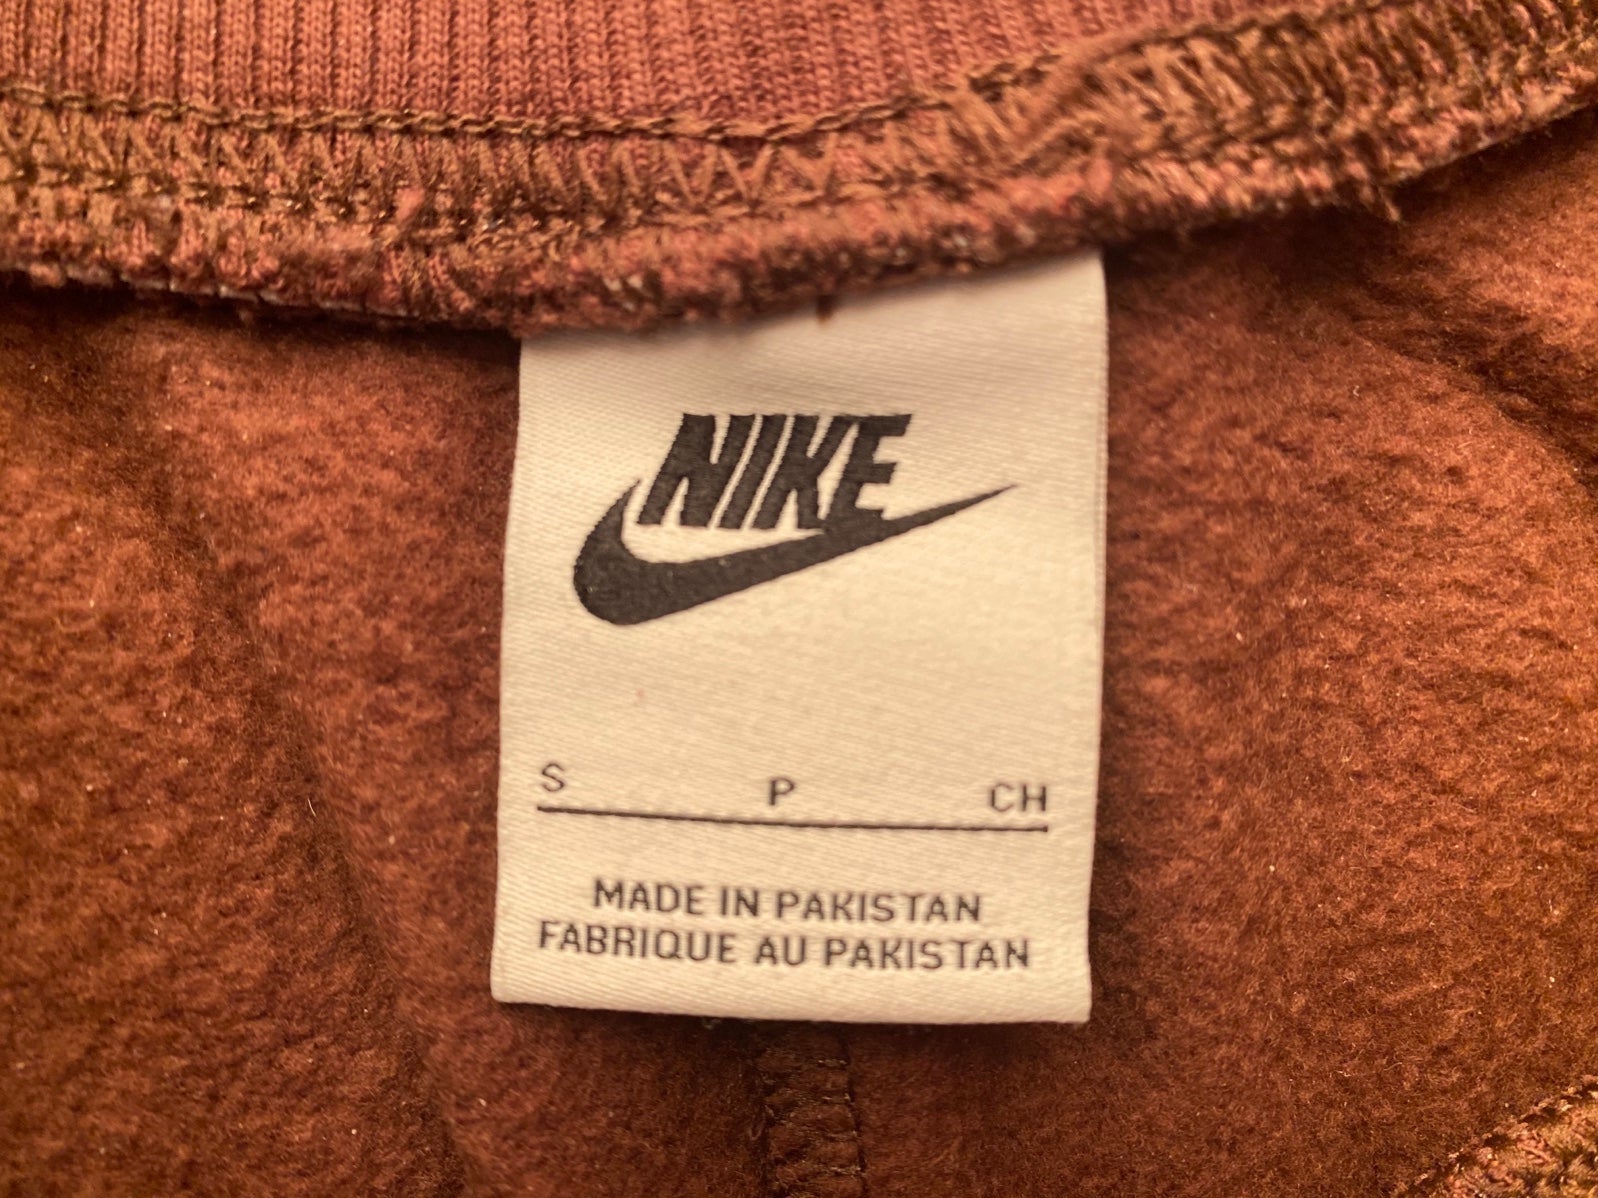 NIKE
S P CH
MADE IN PAKISTAN
FABRIQUE AU PAKISTAN